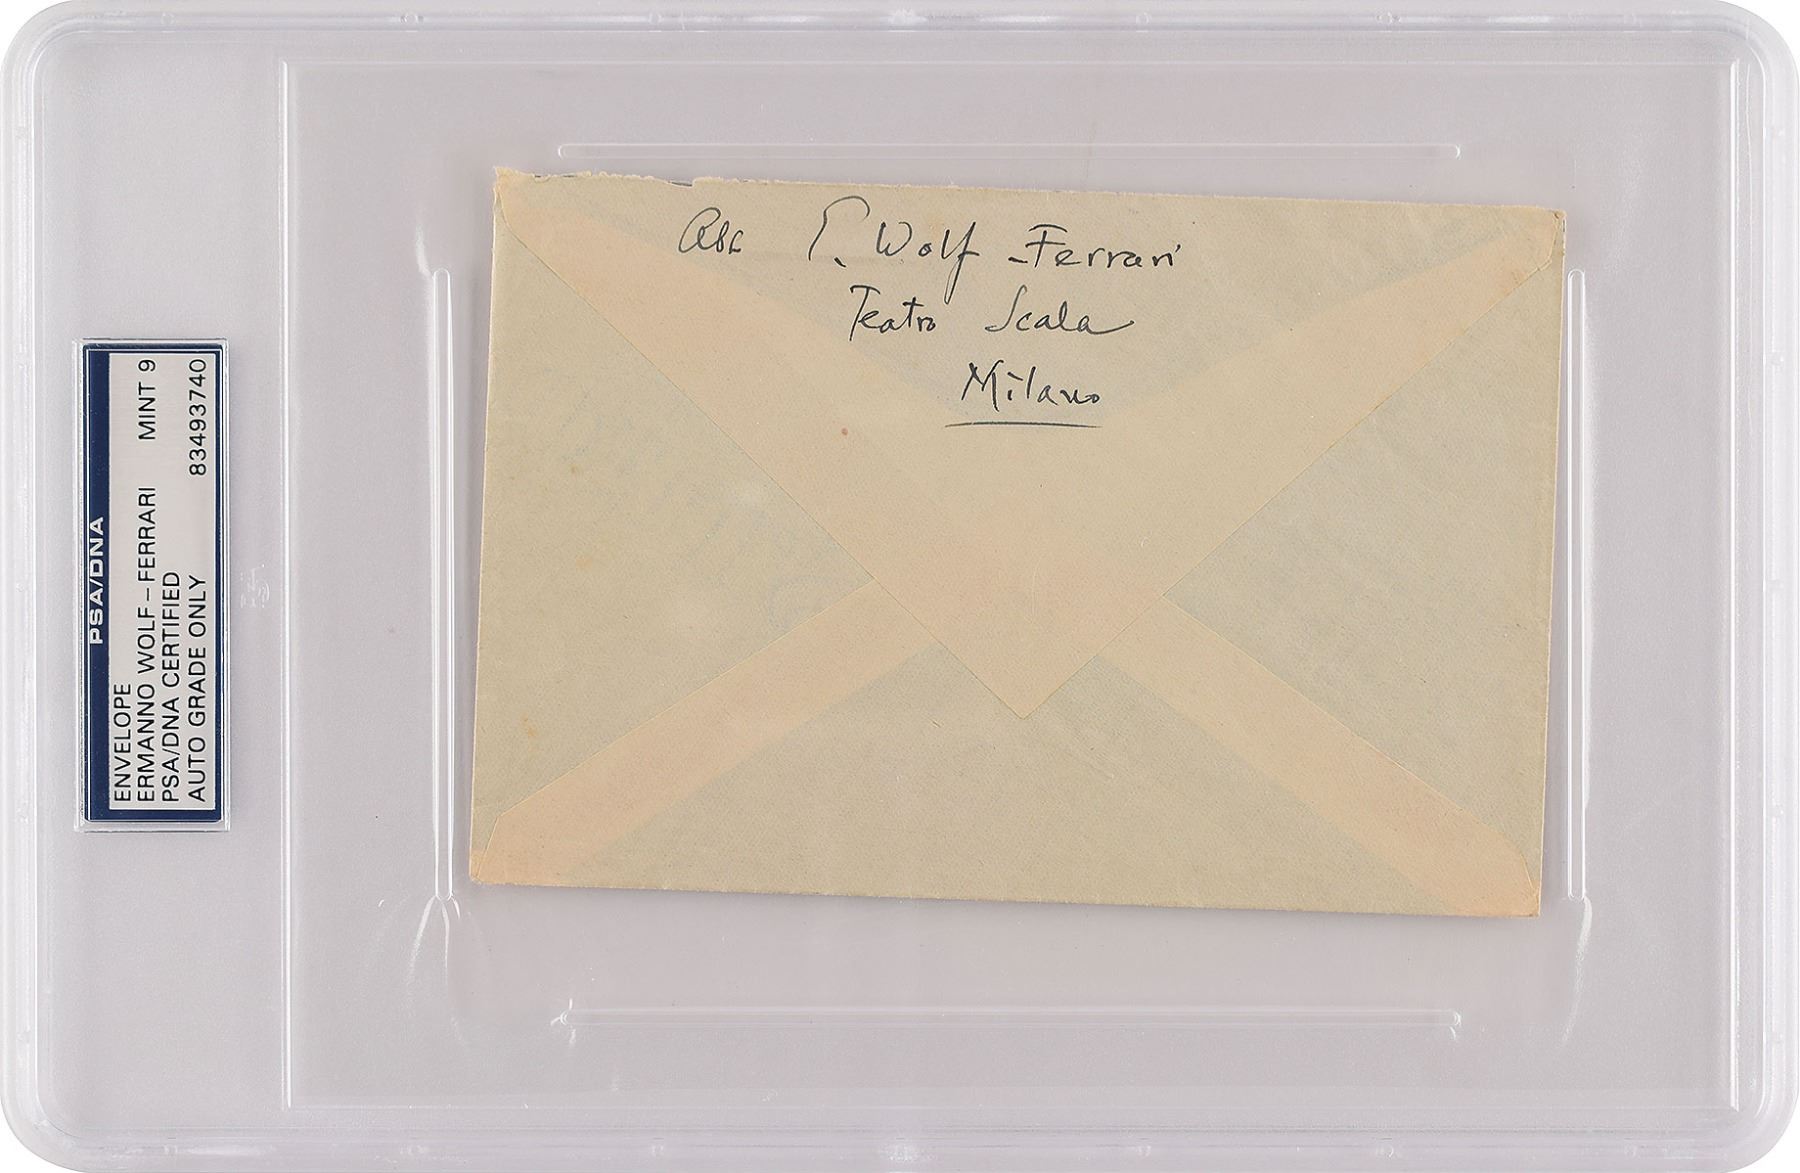 Abs E. Wolf-Ferrari
Teatro Scala
Milano
PSA/DNA
ENVELOPE
ERMANNO WOLF-FERRARI MINT 9
PSA/DNA CERTIFIED
AUTO GRADE ONLY 83493740